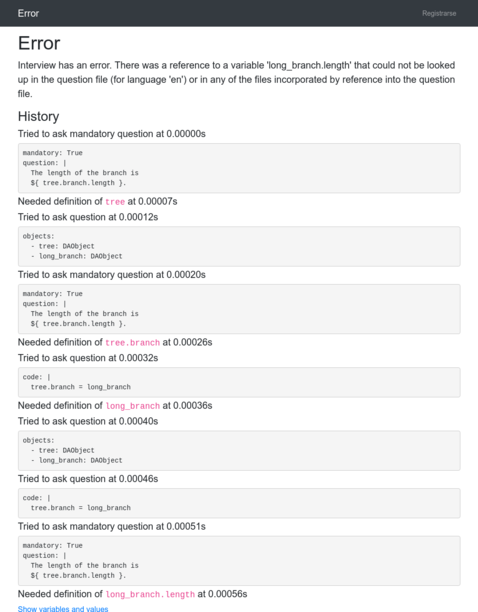 Error
Registrarse
Error
Interview has an error. There was a reference to a variable 'long_branch.length' that could not be looked
up in the question file (for language 'en') or in any of the files incorporated by reference into the question
file.
History
Tried to ask mandatory question at 0.00000s
mandatory: True
question: |
  The length of the branch is
  ${ tree.branch.length }.
Needed definition of tree at 0.00007s
Tried to ask question at 0.00012s
objects:
  - tree: DAObject
  - long_branch: DAObject
Tried to ask mandatory question at 0.00020s
mandatory: True
question: |
  The length of the branch is
  ${ tree.branch.length }.
Needed definition of tree.branch at 0.00026s
Tried to ask question at 0.00032s
code: |
  tree.branch = long_branch
Needed definition of long_branch at 0.00036s
Tried to ask question at 0.00040s
objects:
  - tree: DAObject
  - long_branch: DAObject
Tried to ask question at 0.00046s
code: |
  tree.branch = long_branch
Tried to ask mandatory question at 0.00051s
mandatory: True
question: |
  The length of the branch is
  ${ tree.branch.length }.
Needed definition of long_branch.length at 0.00056s
Show variables and values